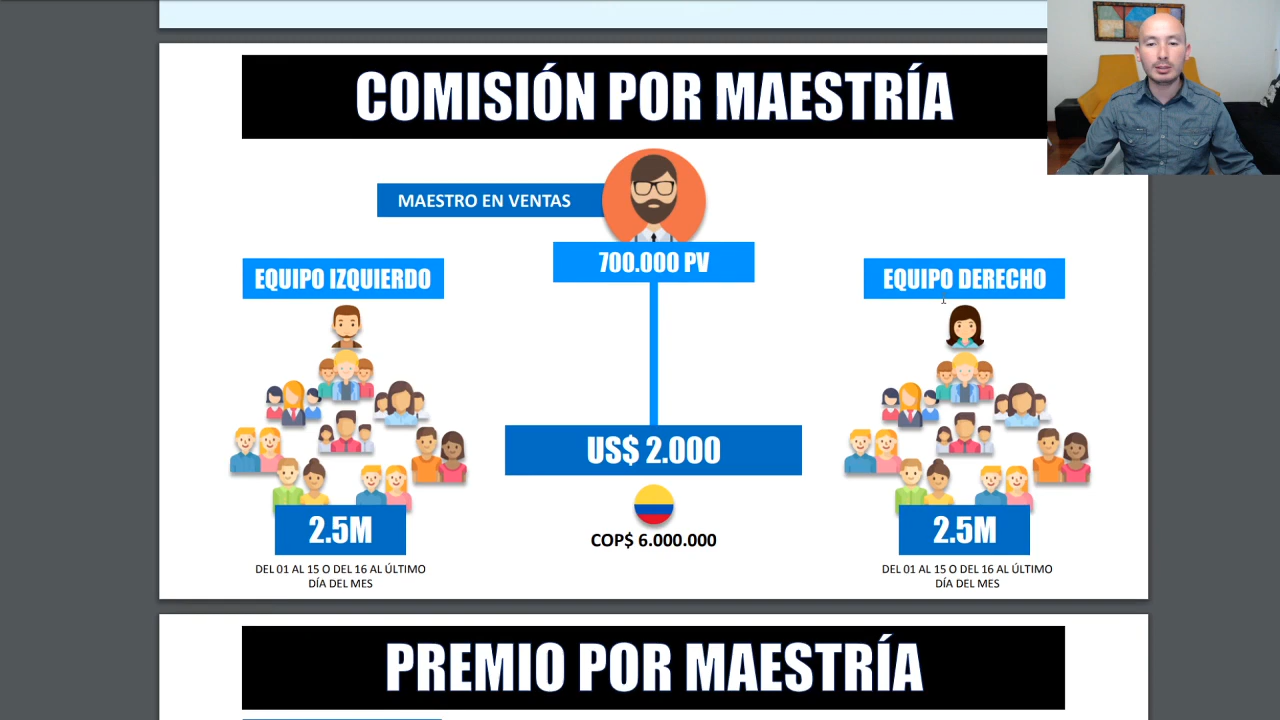 COMISIÓN POR MAESTRÍA
MAESTRO EN VENTAS
700.000 PV
EQUIPO IZQUIERDO
EQUIPO DERECHO
US$ 2.000
COP$ 6.000.000
2.5M
DEL 01 AL 15 O DEL 16 AL ÚLTIMO
DÍA DEL MES
2.5M
DEL 01 AL 15 O DEL 16 AL ÚLTIMO
DÍA DEL MES
PREMIO POR MAESTRÍA